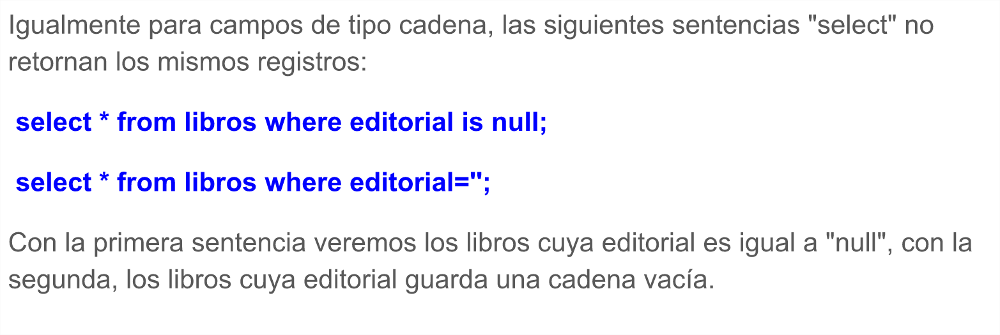 Igualmente para campos de tipo cadena, las siguientes sentencias "select" no
retornan los mismos registros:
select * from libros where editorial is null;
select * from libros where editorial='';
Con la primera sentencia veremos los libros cuya editorial es igual a "null", con la
segunda, los libros cuya editorial guarda una cadena vacía.